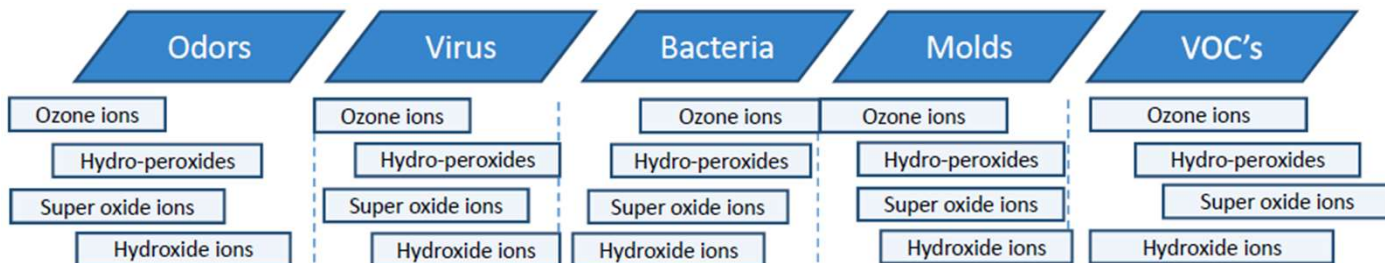 Odors
Virus
Bacteria
Molds
VOC's
Ozone ions
Ozone ions
Ozone ions
Ozone ions
Ozone ions
Hydro-peroxides
Hydro-peroxides
Hydro-peroxides
Hydro-peroxides
Hydro-peroxides
Super oxide ions
Super oxide ions
Super oxide ions
Super oxide ions
Super oxide ions
Hydroxide ions
Hydroxide ions
Hydroxide ions
Hydroxide ions
Hydroxide ions